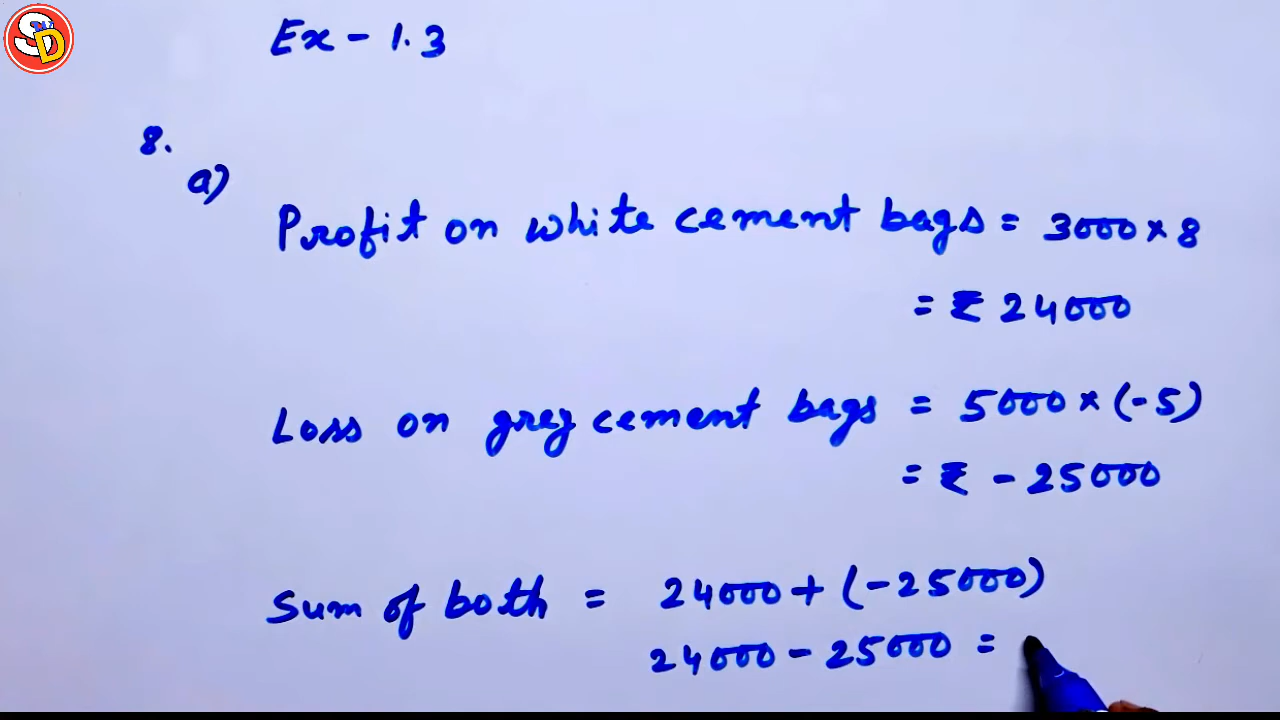 SD
Ex - 1.3
8.
a)
Profit on white cement bags = 3000 × 8
= ₹ 24000
Loss on grey cement bags = 5000 × (-5)
= ₹ - 25000
Sum of both = 24000 + (-25000)
24000 - 25000 =